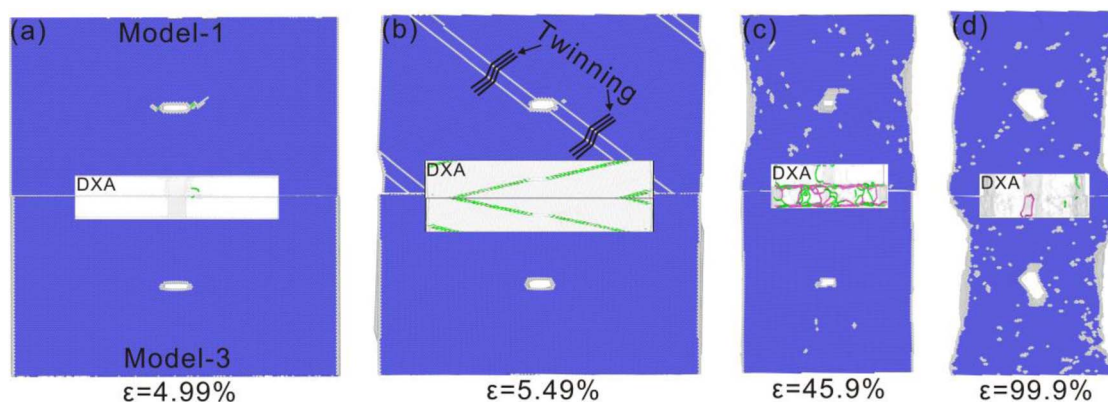 (a) Model-1
DXA
Model-3
ε=4.99%
(b)
Twinning
DXA
ε=5.49%
(c)
DXA
ε=45.9%
(d)
DXA
ε=99.9%